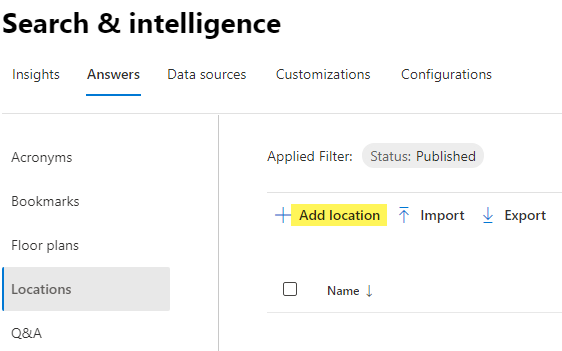 Search & intelligence
Insights Answers Data sources Customizations Configurations
Acronyms
Bookmarks
Floor plans
Locations
Q&A
Applied Filter: Status: Published
Add location Import Export
Name